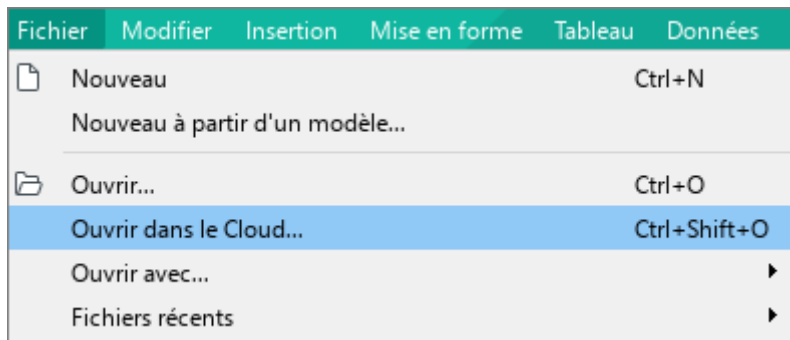 Fichier Modifier Insertion Mise en forme Tableau Données
Nouveau Ctrl+N
Nouveau à partir d'un modèle...
Ouvrir... Ctrl+O
Ouvrir dans le Cloud... Ctrl+Shift+O
Ouvrir avec...
Fichiers récents